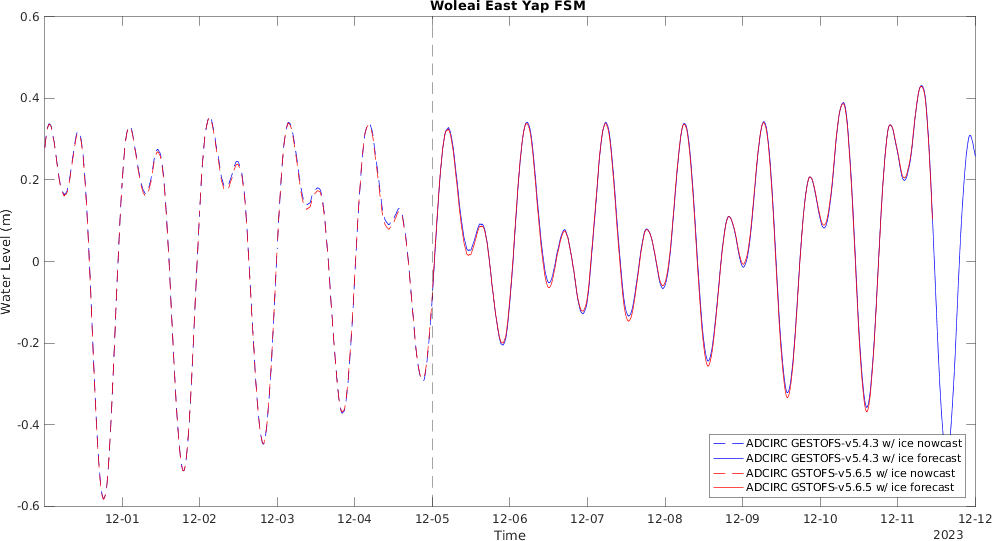 Woleai East Yap FSM
Water Level (m)
0.6
0.4
0.2
0
-0.2
-0.4
-0.6
ADCIRC GESTOFS-v5.4.3 w/ ice nowcast
ADCIRC GESTOFS-v5.4.3 w/ ice forecast
ADCIRC GSTOFS-v5.6.5 w/ ice nowcast
ADCIRC GSTOFS-v5.6.5 w/ ice forecast
12-01 12-02 12-03 12-04 12-05 12-06 12-07 12-08 12-09 12-10 12-11 12-12
Time
2023